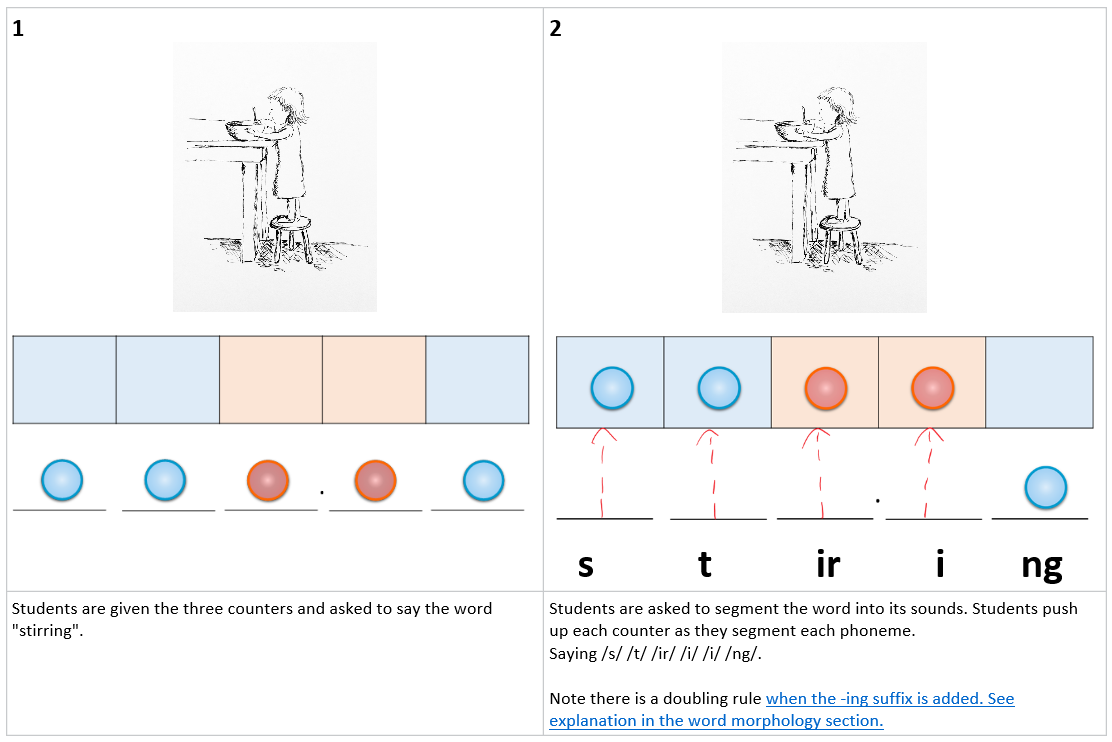 1
Students are given the three counters and asked to say the word
"stirring".
2
s t ir . i ng
Students are asked to segment the word into its sounds. Students push
up each counter as they segment each phoneme.
Saying /s/ /t/ /ir/ /i/ /i/ /ng/.
Note there is a doubling rule when the -ing suffix is added. See
explanation in the word morphology section.